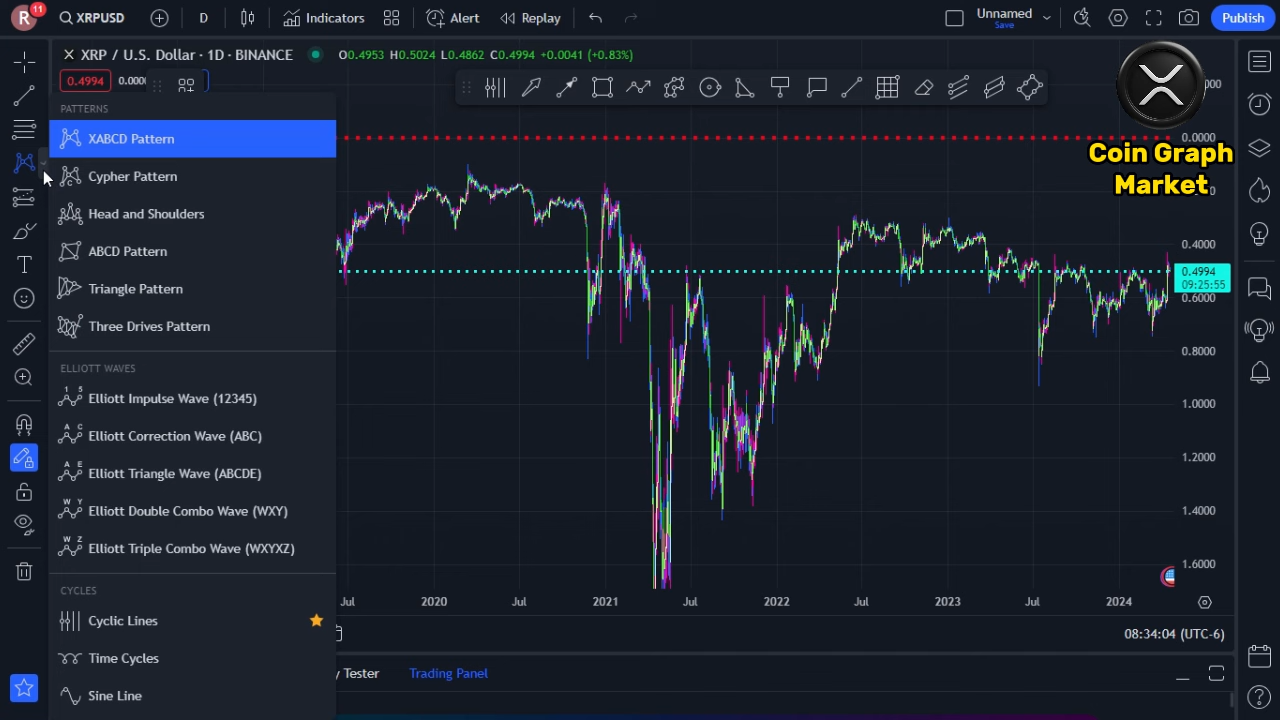 R
11
XRPUSD
D
Indicators
Alert
Replay
Unnamed
Save
Publish
XRP / U.S. Dollar · 1D · BINANCE
O0.4953 H0.5024 L0.4862 C0.4994 +0.0041 (+0.83%)
0.4994
PATTERNS
XABCD Pattern
Cypher Pattern
Head and Shoulders
ABCD Pattern
Triangle Pattern
Three Drives Pattern
ELLIOTT WAVES
Elliott Impulse Wave (12345)
Elliott Correction Wave (ABC)
Elliott Triangle Wave (ABCDE)
Elliott Double Combo Wave (WXY)
Elliott Triple Combo Wave (WXYXZ)
CYCLES
Cyclic Lines
Time Cycles
Sine Line
Coin Graph
Market
0.0000
0.4000
0.4994
09:25:55
0.6000
0.8000
1.0000
1.2000
1.4000
1.6000
Jul 2020 Jul 2021 Jul 2022 Jul 2023 Jul 2024
08:34:04 (UTC-6)
Tester
Trading Panel